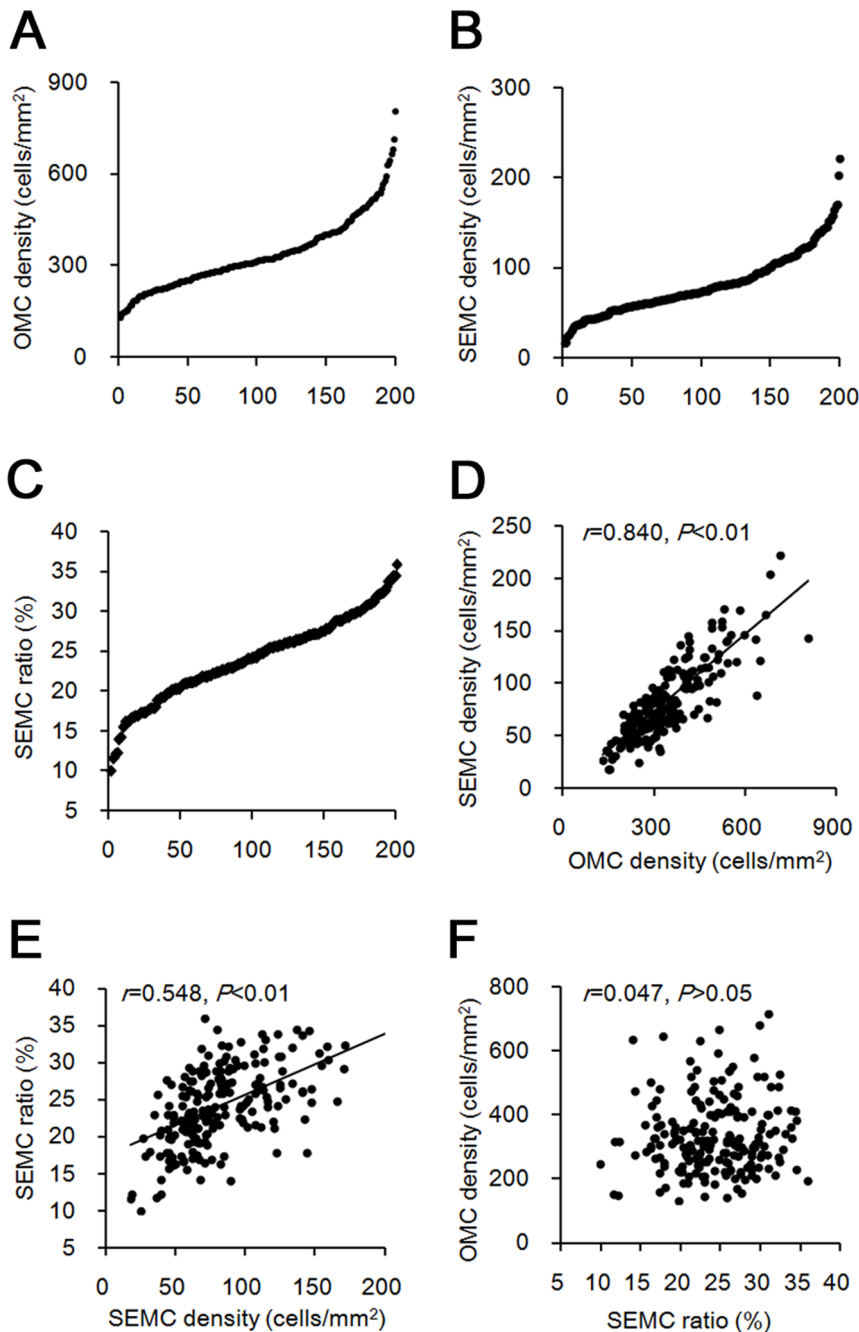 A
OMC density (cells/mm²)
900
600
300
0
0 50 100 150 200
B
SEMC density (cells/mm²)
300
200
100
0
0 50 100 150 200
C
SEMC ratio (%)
40
35
30
25
20
15
10
5
0 50 100 150 200
D
r=0.840, P<0.01
SEMC density (cells/mm²)
250
200
150
100
50
0
0 300 600 900
OMC density (cells/mm²)
E
r=0.548, P<0.01
SEMC ratio (%)
40
35
30
25
20
15
10
5
0 50 100 150 200
SEMC density (cells/mm²)
F
r=0.047, P>0.05
OMC density (cells/mm²)
800
600
400
200
0
5 10 15 20 25 30 35 40
SEMC ratio (%)